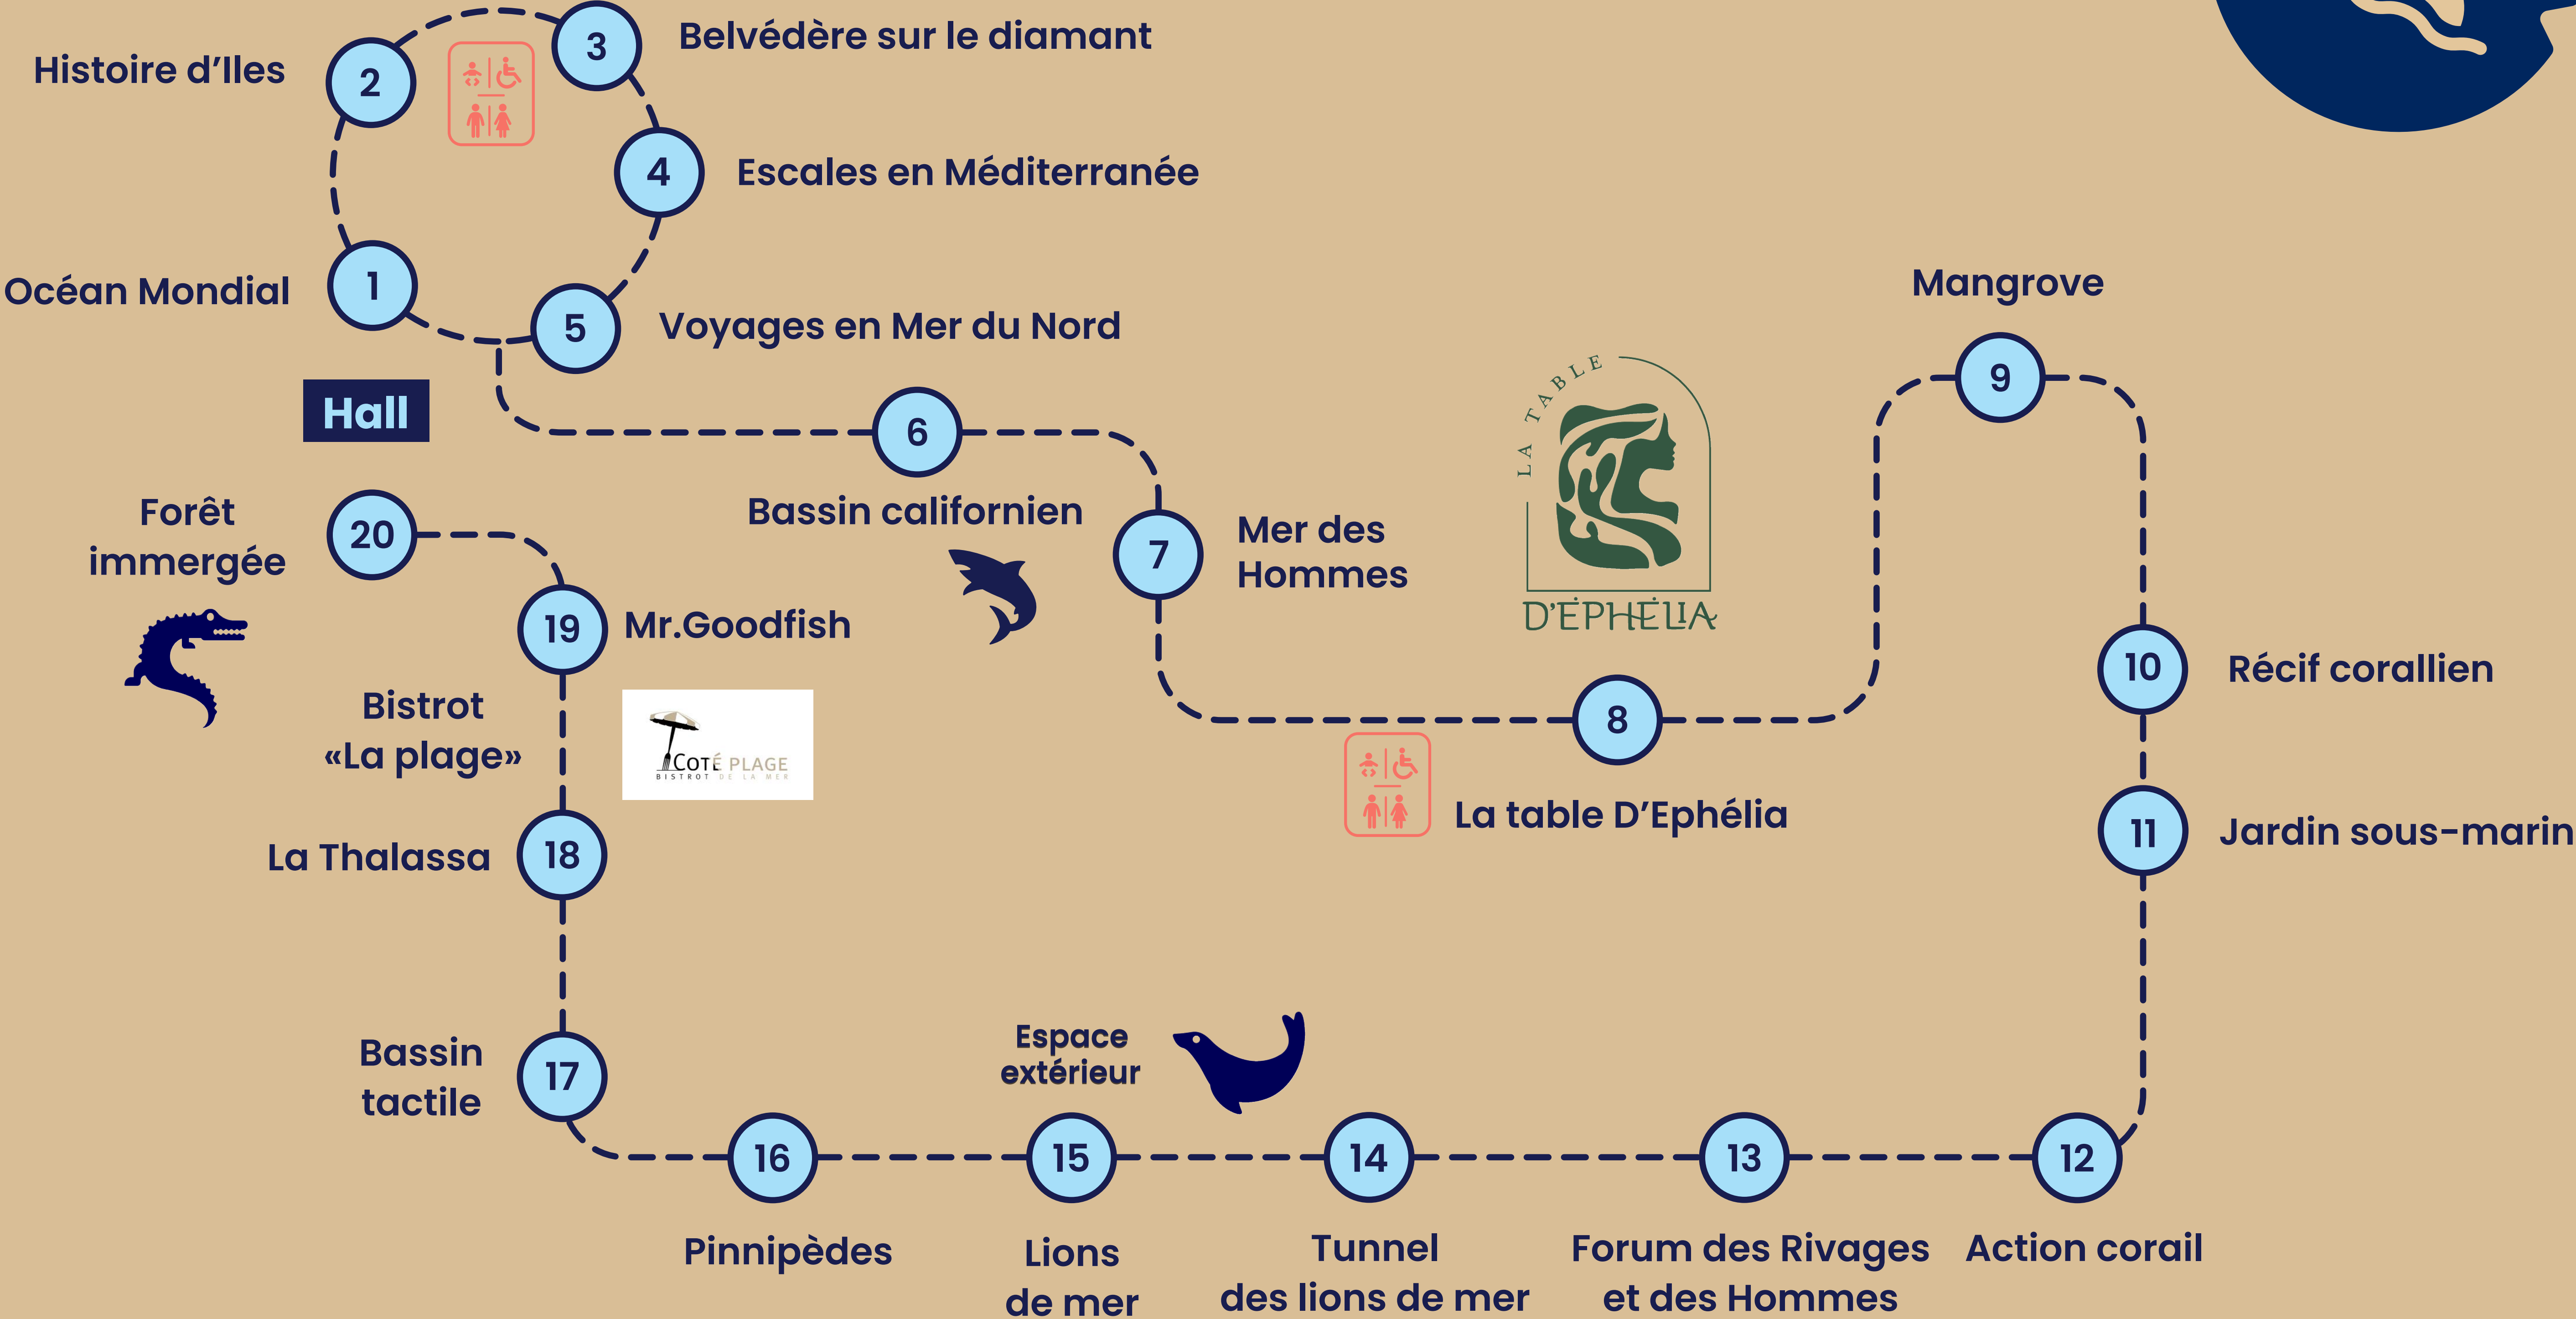 3
Belvédère sur le diamant
Histoire d’Iles
2
4
Escales en Méditerranée
Océan Mondial
1
5
Voyages en Mer du Nord
Hall
6
Bassin californien
7
Mer des
Hommes
LA TABLE
D’ÉPHÉLIA
8
La table D’Ephélia
Mangrove
9
10
Récif corallien
11
Jardin sous-marin
12
Action corail
13
Forum des Rivages
et des Hommes
14
Tunnel
des lions de mer
Espace
extérieur
15
Lions
de mer
16
Pinnipèdes
17
Bassin
tactile
18
La Thalassa
Bistrot
«La plage»
COTÉ PLAGE
BISTROT DE LA MER
19
Mr.Goodfish
20
Forêt
immergée